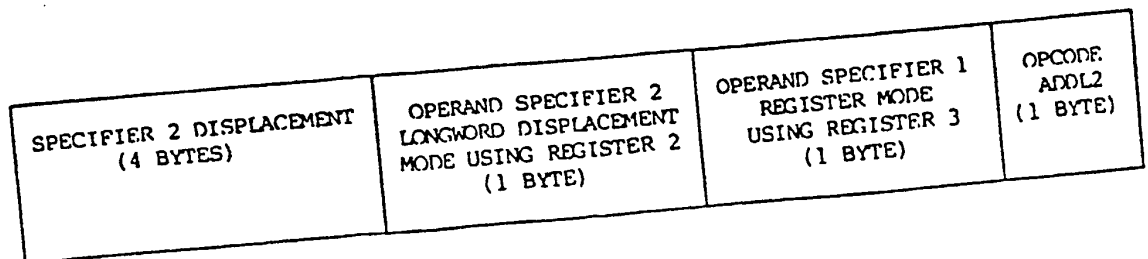 SPECIFIER 2 DISPLACEMENT
(4 BYTES)
OPERAND SPECIFIER 2
LONGWORD DISPLACEMENT
MODE USING REGISTER 2
(1 BYTE)
OPERAND SPECIFIER 1
REGISTER MODE
USING REGISTER 3
(1 BYTE)
OPCODE
ADDL2
(1 BYTE)